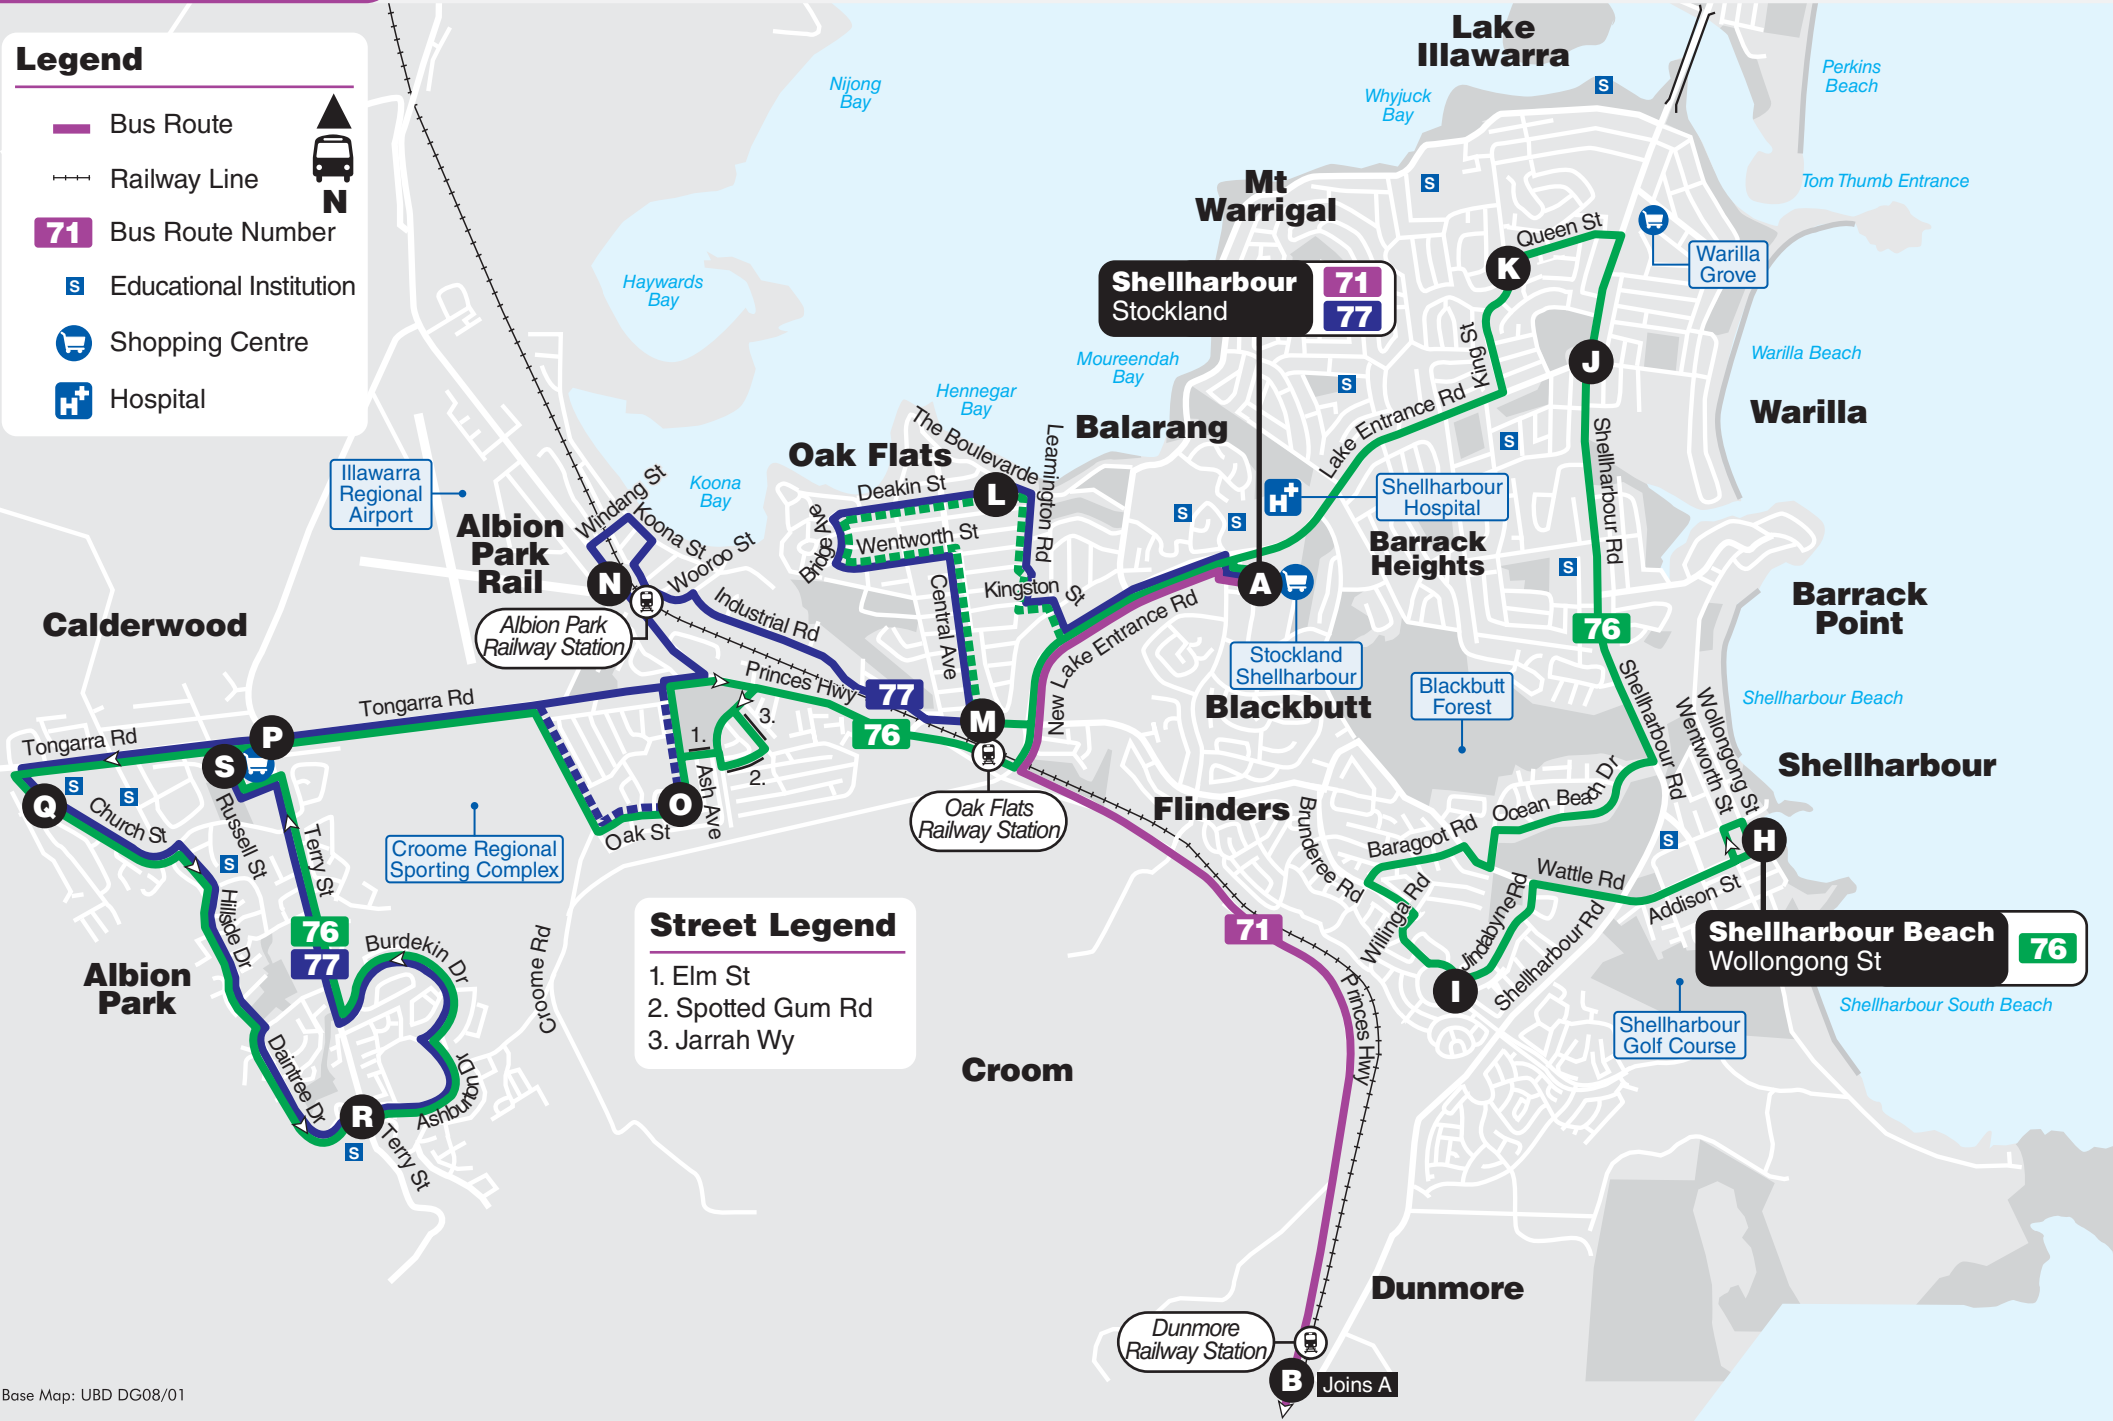 Legend
Bus Route
Railway Line
N
71 Bus Route Number
S Educational Institution
Shopping Centre
H Hospital
Lake
Illawarra
Nijong
Bay
Whyjuck
Bay
Perkins
Beach
S
S
Tom Thumb Entrance
Mt
Warrigal
Queen St
K
Warilla
Grove
Haywards
Bay
Shellharbour
Stockland
71
77
King St
J
Warilla Beach
Moureendah
Bay
S
Hennegar
Bay
Lake Entrance Rd
Warilla
The Boulevarde
Leamington Rd
Balarang
S
Shellharbour Rd
Oak Flats
Illawarra
Regional
Airport
Koona
Bay
Deakin St
L
H
Shellharbour
Hospital
Windang St
Koona St
Albion
Park
Rail
Bridge Ave
Wentworth St
S
S
Barrack
Heights
Wooroo St
N
Kingston St
A
S
Barrack
Point
Industrial Rd
Central Ave
New Lake Entrance Rd
Calderwood
Albion Park
Railway Station
76
Stockland
Shellharbour
Princes Hwy
77
Blackbutt
Forest
Shellharbour Rd
Wollongong St
Wentworth St
Shellharbour Beach
Tongarra Rd
Blackbutt
M
3.
76
1.
Tongarra Rd
P
S
2.
Shellharbour
S
S
Q
Church St
Russell St
O
Ash Ave
Oak St
Oak Flats
Railway Station
Flinders
Brunderee Rd
Ocean Beach Dr
Baragoot Rd
S
H
Terry St
S
Croome Regional
Sporting Complex
Wattle Rd
Addison St
Willinga Rd
Jindabyne Rd
Shellharbour Rd
Hillside Dr
76
77
Burdekin Dr
Street Legend
1. Elm St
2. Spotted Gum Rd
3. Jarrah Wy
71
Shellharbour Beach
Wollongong St
76
Albion
Park
Croome Rd
Princes Hwy
I
Shellharbour South Beach
Shellharbour
Golf Course
Daintree Dr
Ashburton Dr
Croom
R
Terry St
S
Dunmore
Dunmore
Railway Station
B
Joins A
Base Map: UBD DG08/01